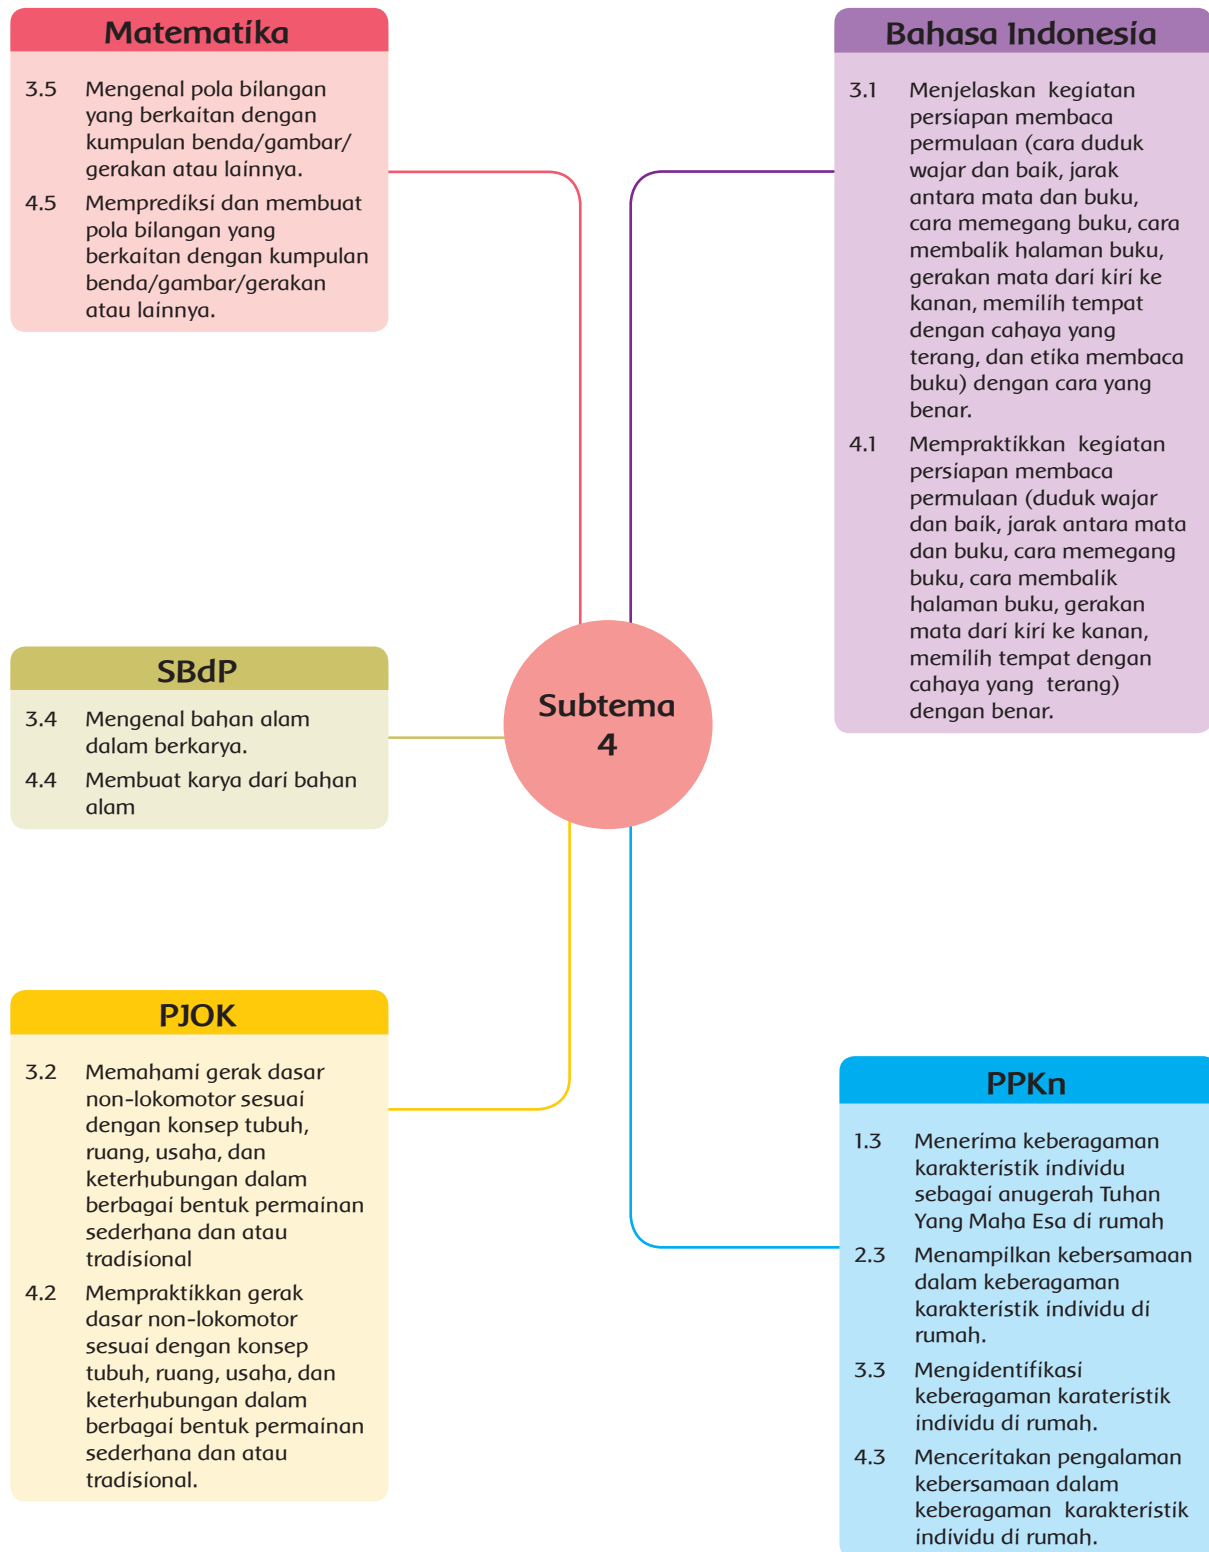 Matematika
3.5 Mengenal pola bilangan
yang berkaitan dengan
kumpulan benda/gambar/
gerakan atau lainnya.
4.5 Memprediksi dan membuat
pola bilangan yang
berkaitan dengan kumpulan
benda/gambar/gerakan
atau lainnya.
Bahasa Indonesia
3.1 Menjelaskan kegiatan
persiapan membaca
permulaan (cara duduk
wajar dan baik, jarak
antara mata dan buku,
cara memegang buku, cara
membalik halaman buku,
gerakan mata dari kiri ke
kanan, memilih tempat
dengan cahaya yang
terang, dan etika membaca
buku) dengan cara yang
benar.
4.1 Mempraktikkan kegiatan
persiapan membaca
permulaan (duduk wajar
dan baik, jarak antara mata
dan buku, cara memegang
buku, cara membalik
halaman buku, gerakan
mata dari kiri ke kanan,
memilih tempat dengan
cahaya yang terang)
dengan benar.
SBdP
3.4 Mengenal bahan alam
dalam berkarya.
4.4 Membuat karya dari bahan
alam
Subtema
4
PJOK
3.2 Memahami gerak dasar
non-lokomotor sesuai
dengan konsep tubuh,
ruang, usaha, dan
keterhubungan dalam
berbagai bentuk permainan
sederhana dan atau
tradisional
4.2 Mempraktikkan gerak
dasar non-lokomotor
sesuai dengan konsep
tubuh, ruang, usaha, dan
keterhubungan dalam
berbagai bentuk permainan
sederhana dan atau
tradisional.
PPKn
1.3 Menerima keberagaman
karakteristik individu
sebagai anugerah Tuhan
Yang Maha Esa di rumah
2.3 Menampilkan kebersamaan
dalam keberagaman
karakteristik individu di
rumah.
3.3 Mengidentifikasi
keberagaman karateristik
individu di rumah.
4.3 Menceritakan pengalaman
kebersamaan dalam
keberagaman karakteristik
individu di rumah.